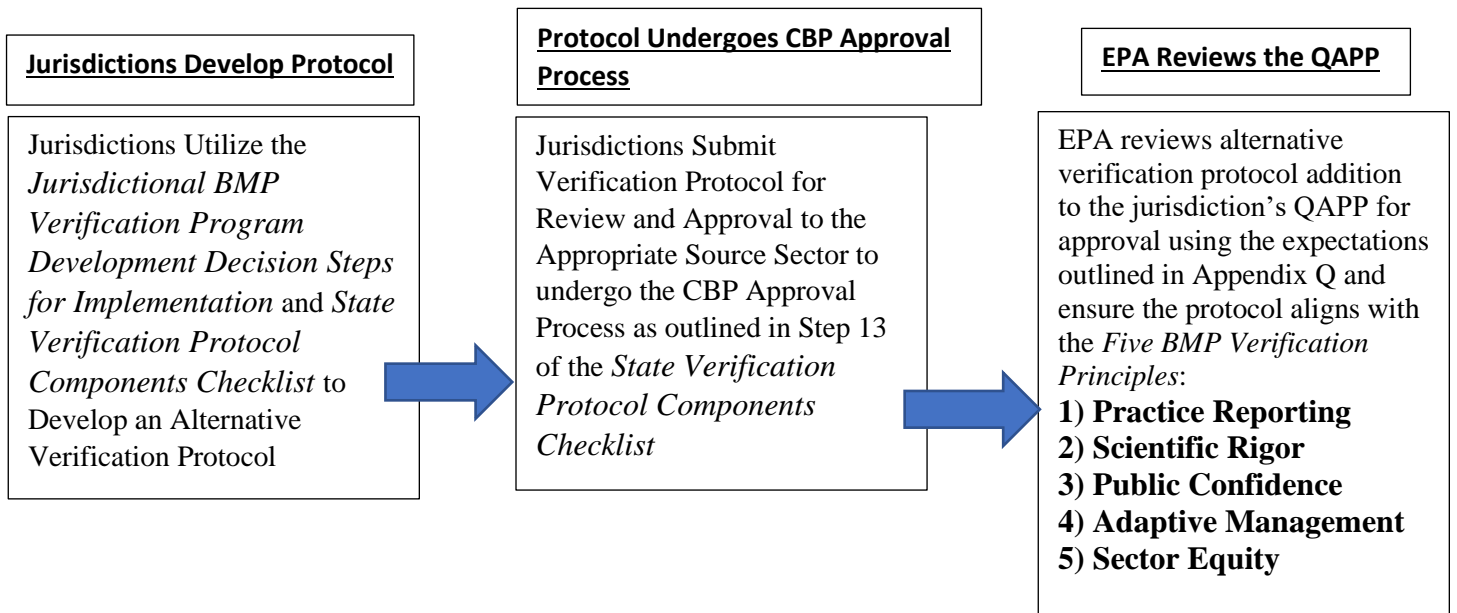 Jurisdictions Develop Protocol
Jurisdictions Utilize the
Jurisdictional BMP
Verification Program
Development Decision Steps
for Implementation and State
Verification Protocol
Components Checklist to
Develop an Alternative
Verification Protocol
Protocol Undergoes CBP Approval
Process
Jurisdictions Submit
Verification Protocol for
Review and Approval to the
Appropriate Source Sector to
undergo the CBP Approval
Process as outlined in Step 13
of the State Verification
Protocol Components
Checklist
EPA Reviews the QAPP
EPA reviews alternative
verification protocol addition
to the jurisdiction’s QAPP for
approval using the expectations
outlined in Appendix Q and
ensure the protocol aligns with
the Five BMP Verification
Principles:
1) Practice Reporting
2) Scientific Rigor
3) Public Confidence
4) Adaptive Management
5) Sector Equity